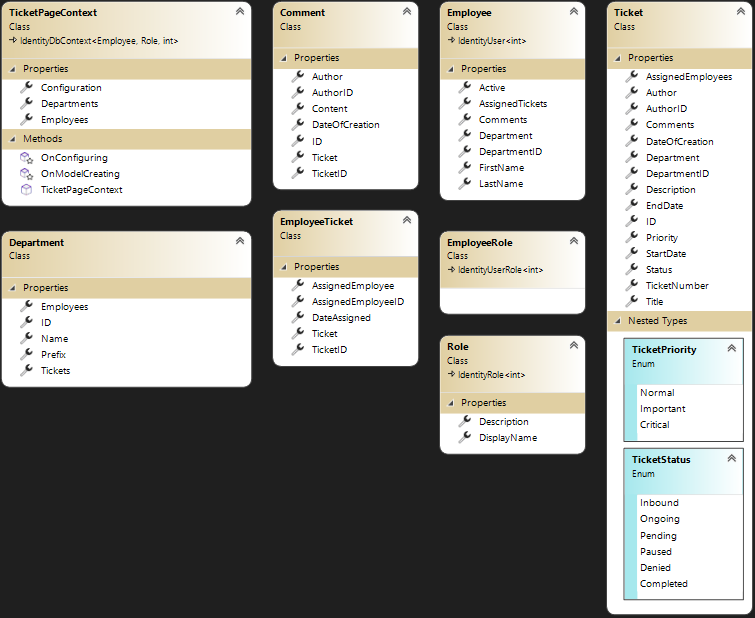 TicketPageContext
Class
IdentityDbContext<Employee, Role, int>
Properties
Configuration
Departments
Employees
Methods
OnConfiguring
OnModelCreating
TicketPageContext
Department
Class
Properties
Employees
ID
Name
Prefix
Tickets
Comment
Class
Properties
Author
AuthorID
Content
DateOfCreation
ID
Ticket
TicketID
EmployeeTicket
Class
Properties
AssignedEmployee
AssignedEmployeeID
DateAssigned
Ticket
TicketID
Employee
Class
IdentityUser<int>
Properties
Active
AssignedTickets
Comments
Department
DepartmentID
FirstName
LastName
EmployeeRole
Class
IdentityUserRole<int>
Role
Class
IdentityRole<int>
Properties
Description
DisplayName
Ticket
Class
Properties
AssignedEmployees
Author
AuthorID
Comments
DateOfCreation
Department
DepartmentID
Description
EndDate
ID
Priority
StartDate
Status
TicketNumber
Title
Nested Types
TicketPriority
Enum
Normal
Important
Critical
TicketStatus
Enum
Inbound
Ongoing
Pending
Paused
Denied
Completed